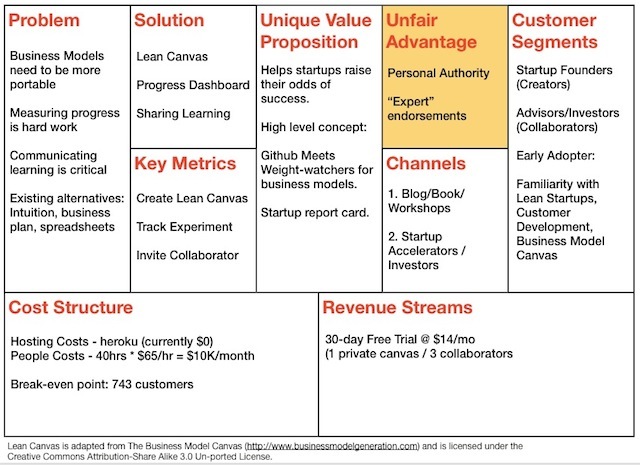 Problem
Business Models
need to be more
portable
Measuring progress
is hard work
Communicating
learning is critical
Existing alternatives:
Intuition, business
plan, spreadsheets
Solution
Lean Canvas
Progress Dashboard
Sharing Learning
Key Metrics
Create Lean Canvas
Track Experiment
Invite Collaborator
Unique Value
Proposition
Helps startups raise
their odds of
success.
High level concept:
Github Meets
Weight-watchers for
business models.
Startup report card.
Unfair
Advantage
Personal Authority
“Expert”
endorsements
Channels
1. Blog/Book/
Workshops
2. Startup
Accelerators /
Investors
Customer
Segments
Startup Founders
(Creators)
Advisors/Investors
(Collaborators)
Early Adopter:
Familiarity with
Lean Startups,
Customer
Development,
Business Model
Canvas
Cost Structure
Hosting Costs - heroku (currently $0)
People Costs - 40hrs * $65/hr = $10K/month
Break-even point: 743 customers
Revenue Streams
30-day Free Trial @ $14/mo
(1 private canvas / 3 collaborators
Lean Canvas is adapted from The Business Model Canvas (http://www.businessmodelgeneration.com) and is licensed under the
Creative Commons Attribution-Share Alike 3.0 Un-ported License.